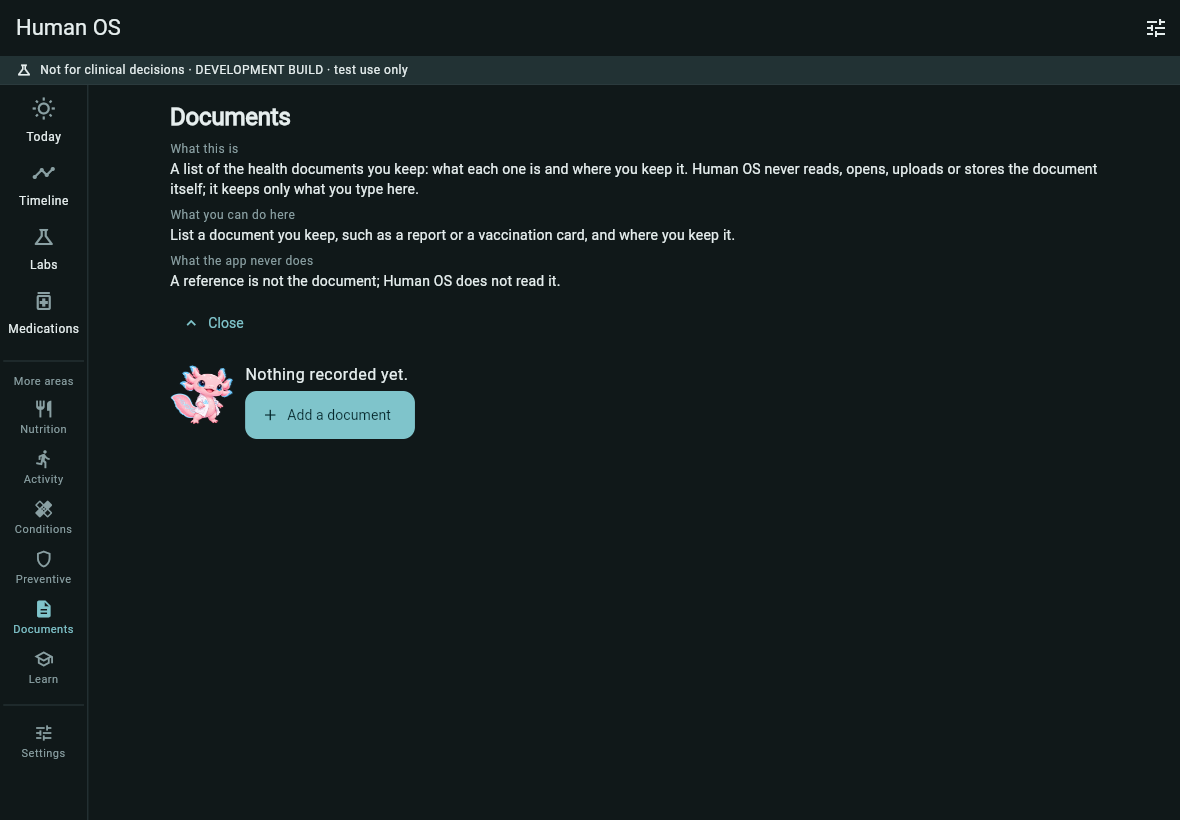 Human OS
Not for clinical decisions · DEVELOPMENT BUILD · test use only
Today
Timeline
Labs
Medications
More areas
Nutrition
Activity
Conditions
Preventive
Documents
Learn
Settings
Documents
What this is
A list of the health documents you keep: what each one is and where you keep it. Human OS never reads, opens, uploads or stores the document
itself; it keeps only what you type here.
What you can do here
List a document you keep, such as a report or a vaccination card, and where you keep it.
What the app never does
A reference is not the document; Human OS does not read it.
Close
Nothing recorded yet.
Add a document